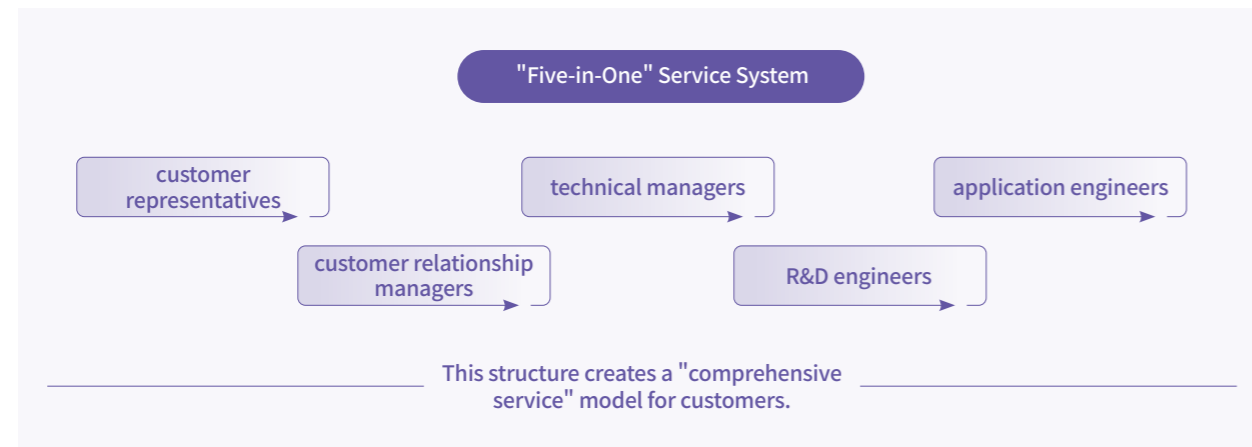 "Five-in-One" Service System
customer
representatives
customer relationship
managers
technical managers
R&D engineers
application engineers
This structure creates a "comprehensive
service" model for customers.